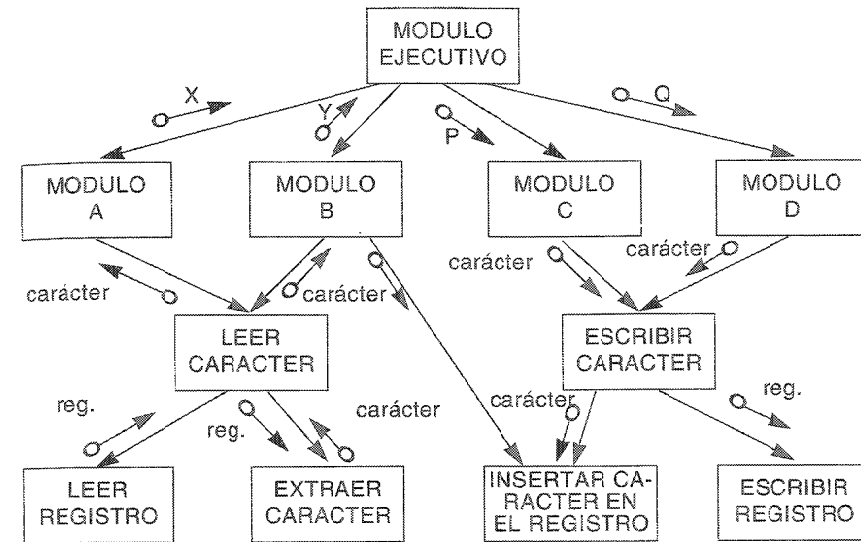 MODULO
EJECUTIVO
X
Y
P
Q
MODULO
A
MODULO
B
MODULO
C
MODULO
D
carácter
carácter
carácter
carácter
LEER
CARACTER
ESCRIBIR
CARACTER
reg.
reg.
carácter
carácter
reg.
LEER
REGISTRO
EXTRAER
CARACTER
INSERTAR CA-
RACTER EN
EL REGISTRO
ESCRIBIR
REGISTRO